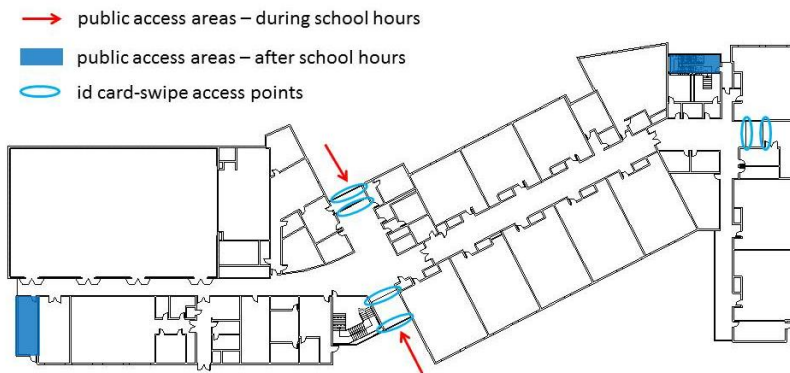 public access areas – during school hours
public access areas – after school hours
id card-swipe access points